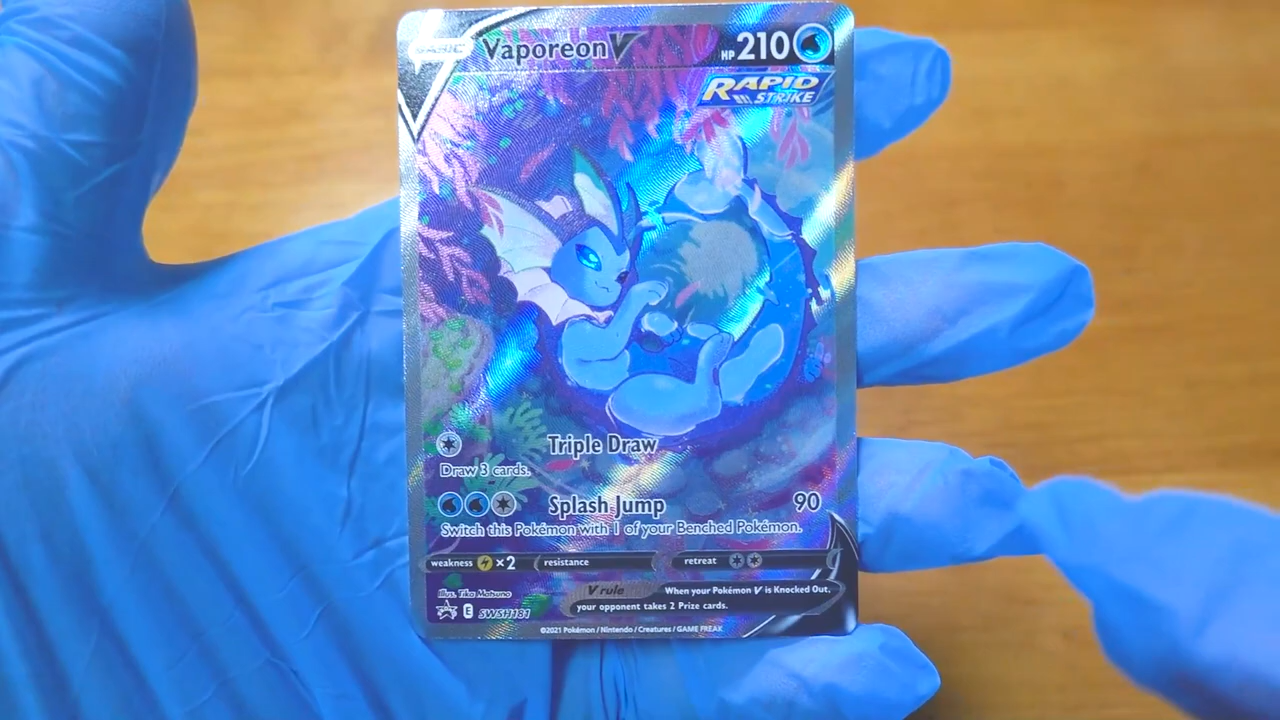 BASIC Vaporeon V HP 210
RAPID
STRIKE
Triple Draw
Draw 3 cards.
Splash Jump 90
Switch this Pokémon with 1 of your Benched Pokémon.
weakness ×2 resistance retreat
Illus. Tika Matsuno
V rule When your Pokémon V is Knocked Out,
your opponent takes 2 Prize cards.
E SWSH181
©2021 Pokémon / Nintendo / Creatures / GAME FREAK